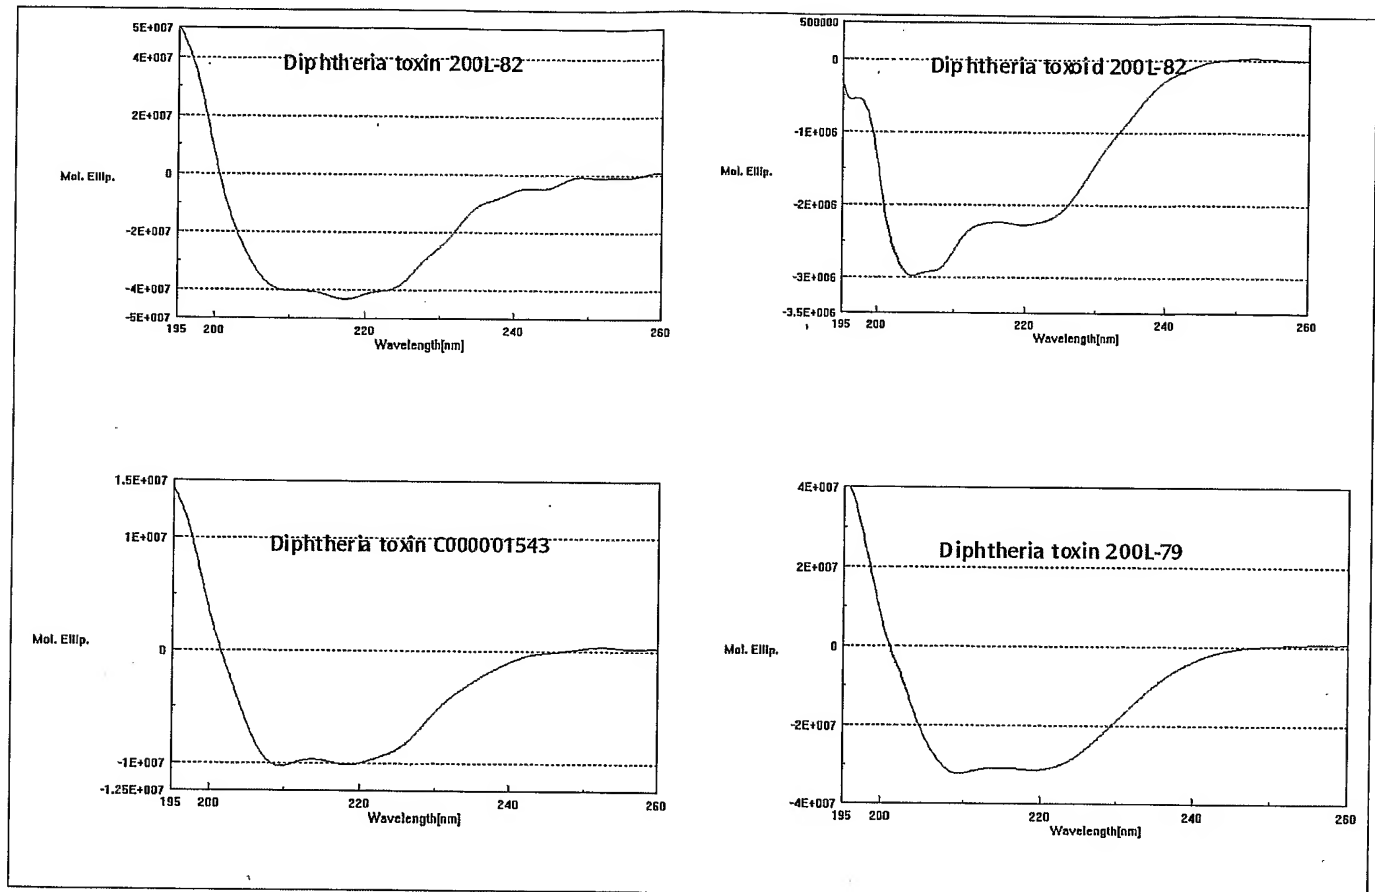 Diphtheria toxin 200L-82
5E+007
4E+007
2E+007
0
-2E+007
-4E+007
-5E+007
Mol. Ellip.
195 200 220 240 260
Wavelength[nm]
Diphtheria toxoid 200L-82
500000
0
-1E+006
-2E+006
-3E+006
-3.5E+006
Mol. Ellip.
195 200 220 240 260
Wavelength[nm]
Diphtheria toxin C000001543
1.5E+007
1E+007
0
-1E+007
-1.25E+007
Mol. Ellip.
195 200 220 240 260
Wavelength[nm]
Diphtheria toxin 200L-79
4E+007
2E+007
0
-2E+007
-4E+007
Mol. Ellip.
195 200 220 240 260
Wavelength[nm]